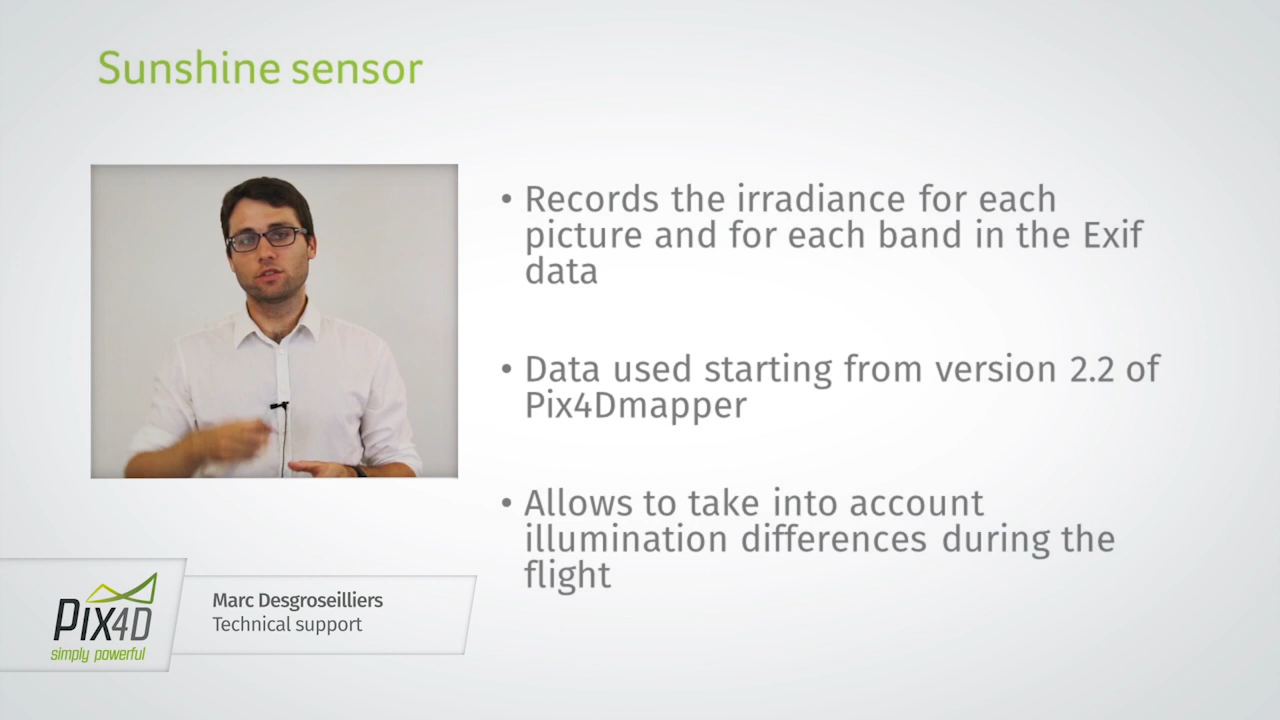 Sunshine sensor
• Records the irradiance for each
picture and for each band in the Exif
data
• Data used starting from version 2.2 of
Pix4Dmapper
• Allows to take into account
illumination differences during the
flight
PIX4D
simply powerful
Marc Desgroseilliers
Technical support